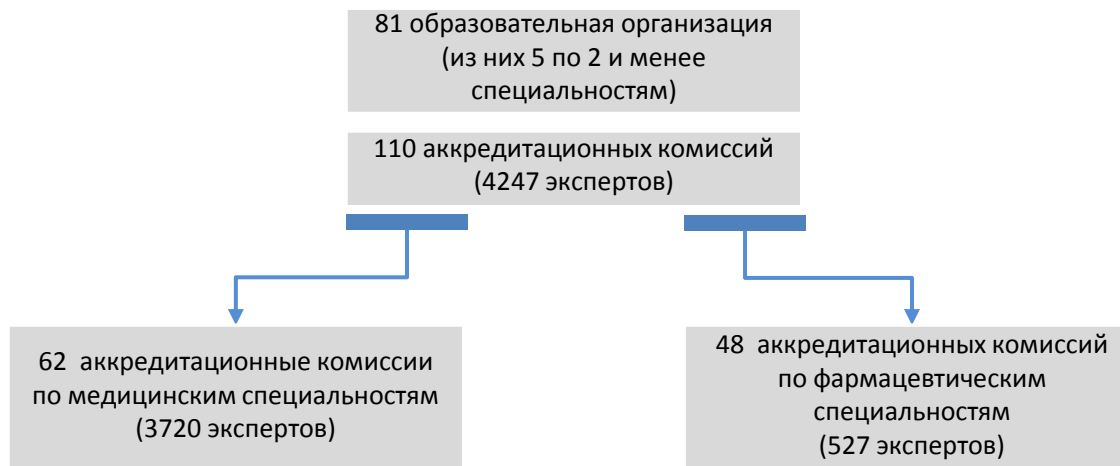 81 образовательная организация
(из них 5 по 2 и менее
специальностям)
110 аккредитационных комиссий
(4247 экспертов)
62 аккредитационные комиссии
по медицинским специальностям
(3720 экспертов)
48 аккредитационных комиссий
по фармацевтическим
специальностям
(527 экспертов)